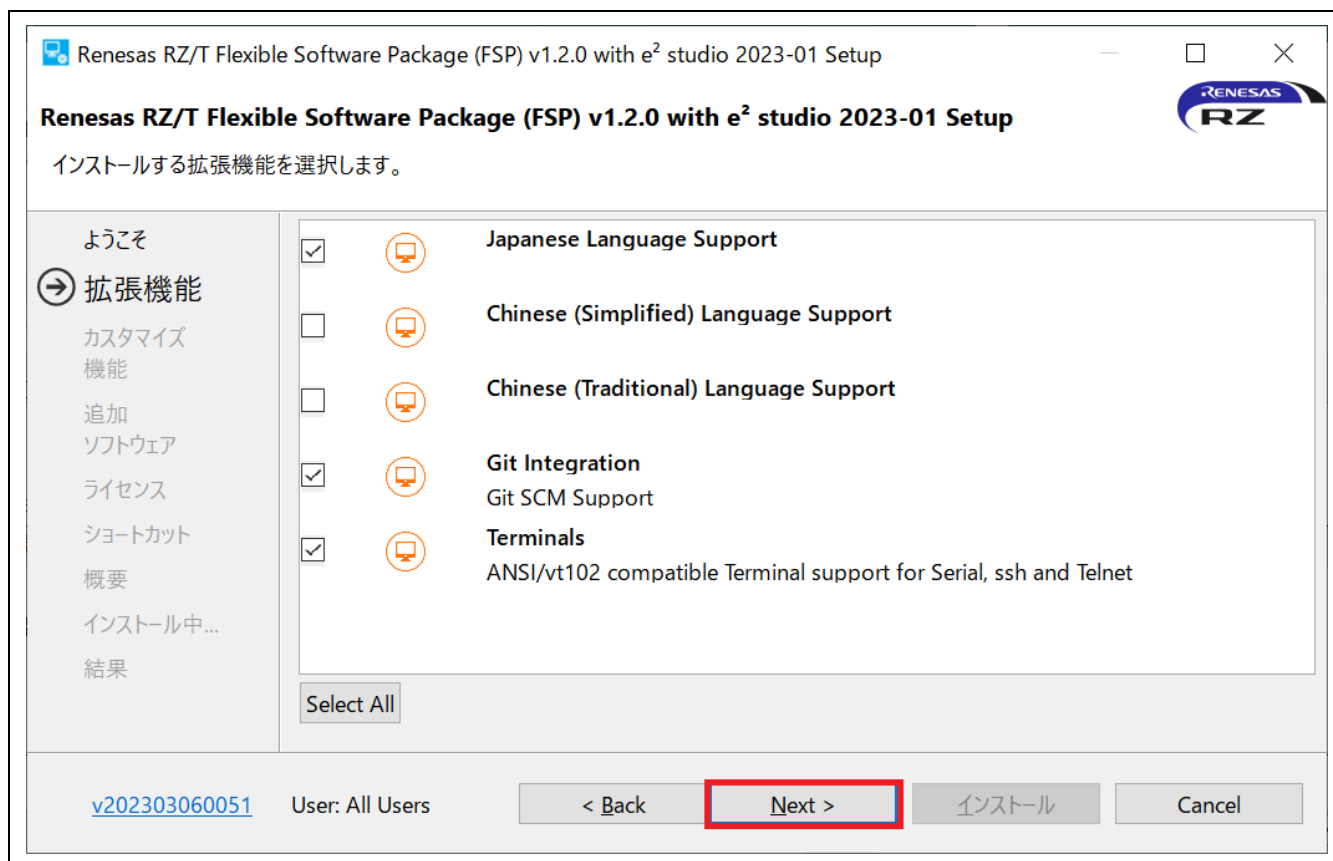 Renesas RZ/T Flexible Software Package (FSP) v1.2.0 with e² studio 2023-01 Setup
Renesas RZ/T Flexible Software Package (FSP) v1.2.0 with e² studio 2023-01 Setup
RENESAS
RZ
インストールする拡張機能を選択します。
ようこそ
拡張機能
カスタマイズ
機能
追加
ソフトウェア
ライセンス
ショートカット
概要
インストール中...
結果
Japanese Language Support
Chinese (Simplified) Language Support
Chinese (Traditional) Language Support
Git Integration
Git SCM Support
Terminals
ANSI/vt102 compatible Terminal support for Serial, ssh and Telnet
Select All
v202303060051 User: All Users < Back Next > インストール Cancel